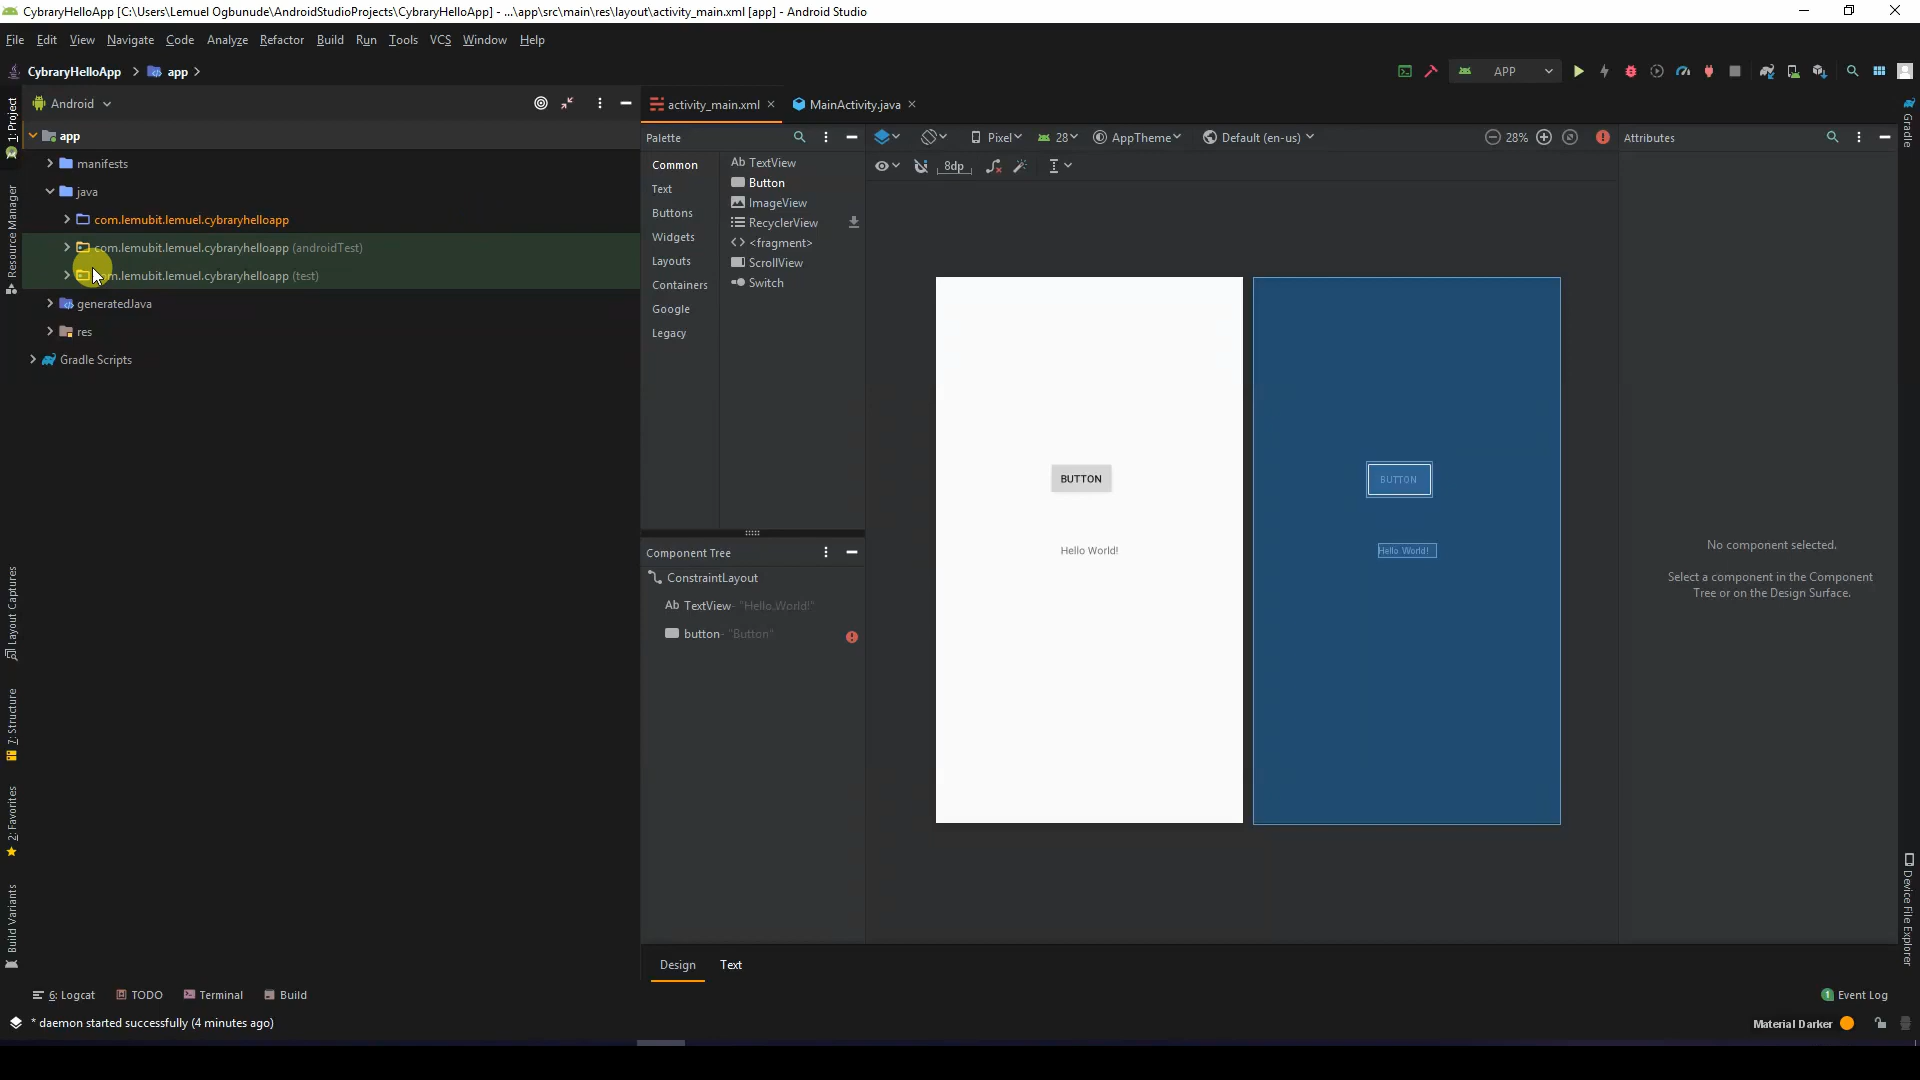 CybraryHelloApp [C:\Users\Lemuel Ogbunude\AndroidStudioProjects\CybraryHelloApp] - ...\app\src\main\res\layout\activity_main.xml [app] - Android Studio
File Edit View Navigate Analyze Code Refactor Build Run Tools VCS Window Help
CybraryHelloApp app
APP
1: Project
Resource Manager
Layout Captures
7: Structure
2: Favorites
Build Variants
Android
app
manifests
java
com.lemubit.lemuel.cybraryhelloapp
com.lemubit.lemuel.cybraryhelloapp (androidTest)
m.lemubit.lemuel.cybraryhelloapp (test)
generatedJava
res
Gradle Scripts
activity_main.xml MainActivity.java
Palette
Common
Text
Buttons
Widgets
Layouts
Containers
Google
Legacy
Ab TextView
Button
ImageView
RecyclerView
<> <fragment>
ScrollView
Switch
Pixel 28 AppTheme Default (en-us) 28%
8dp
BUTTON
Hello World!
BUTTON
Hello World!
Component Tree
ConstraintLayout
Ab TextView- "Hello World!"
button- "Button"
Attributes
No component selected.
Select a component in the Component
Tree or on the Design Surface.
Gradle
Device File Explorer
Design Text
6: Logcat TODO Terminal Build
1 Event Log
* daemon started successfully (4 minutes ago)
Material Darker